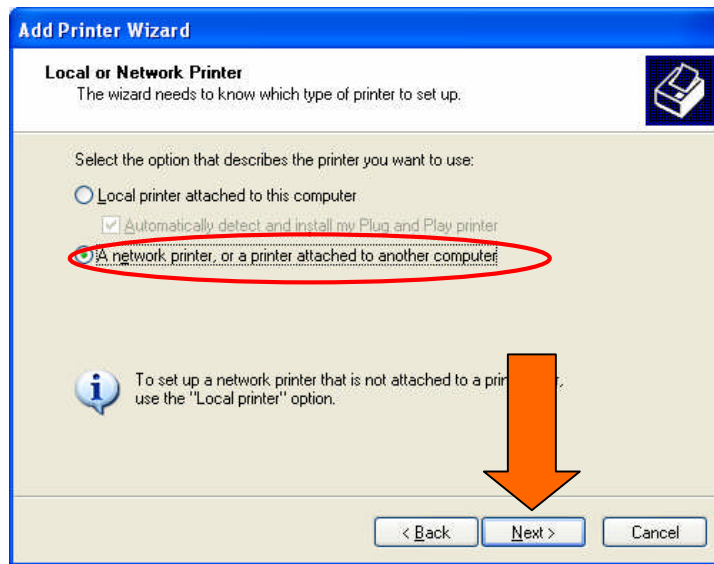 Add Printer Wizard
Local or Network Printer
The wizard needs to know which type of printer to set up.
Select the option that describes the printer you want to use:
Local printer attached to this computer
Automatically detect and install my Plug and Play printer
A network printer, or a printer attached to another computer
To set up a network printer that is not attached to a
use the "Local printer" option.
< Back
Next >
Cancel